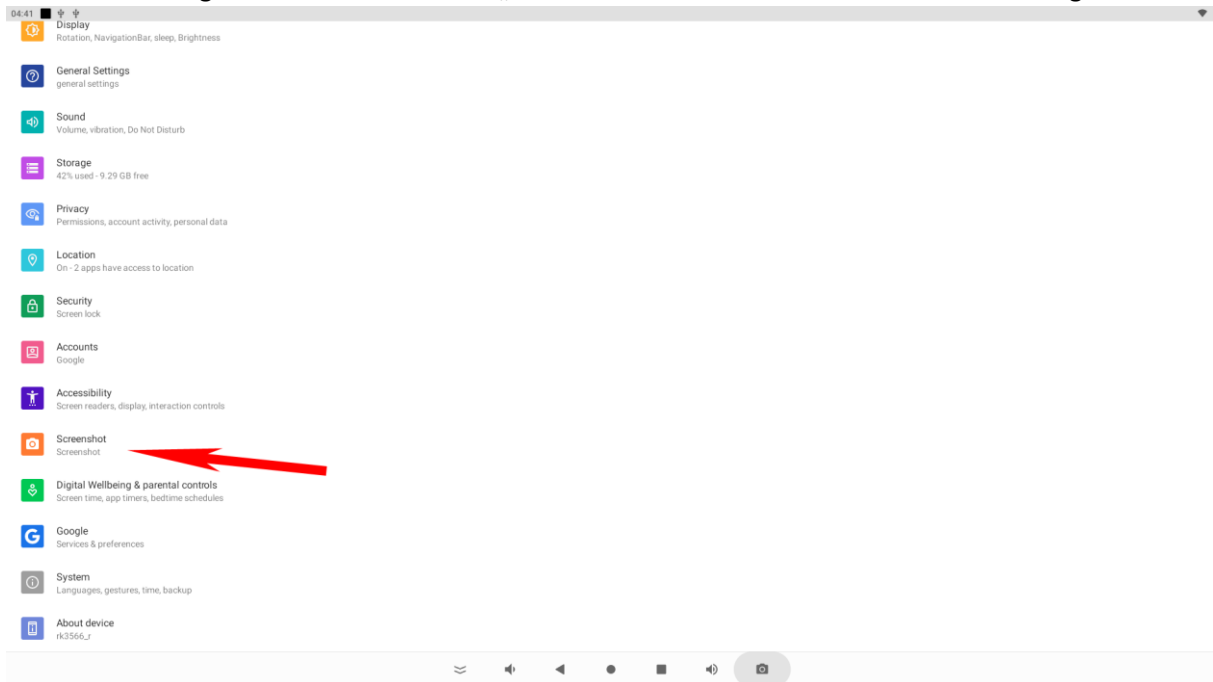 04:41
Display
Rotation, NavigationBar, sleep, Brightness
General Settings
general settings
Sound
Volume, vibration, Do Not Disturb
Storage
42% used - 9.29 GB free
Privacy
Permissions, account activity, personal data
Location
On - 2 apps have access to location
Security
Screen lock
Accounts
Google
Accessibility
Screen readers, display, interaction controls
Screenshot
Screenshot
Digital Wellbeing & parental controls
Screen time, app timers, bedtime schedules
Google
Services & preferences
System
Languages, gestures, time, backup
About device
rk3566_r